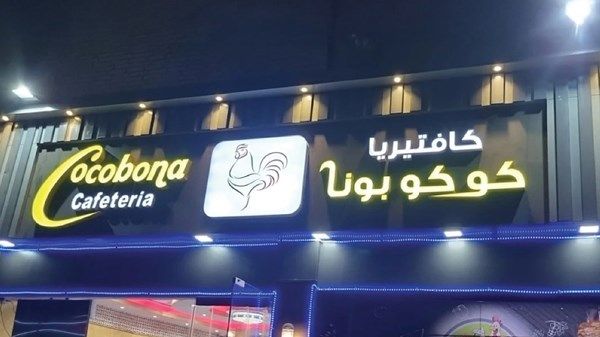 Cocobona
Cafeteria
كافتيريا
كوكو بونا